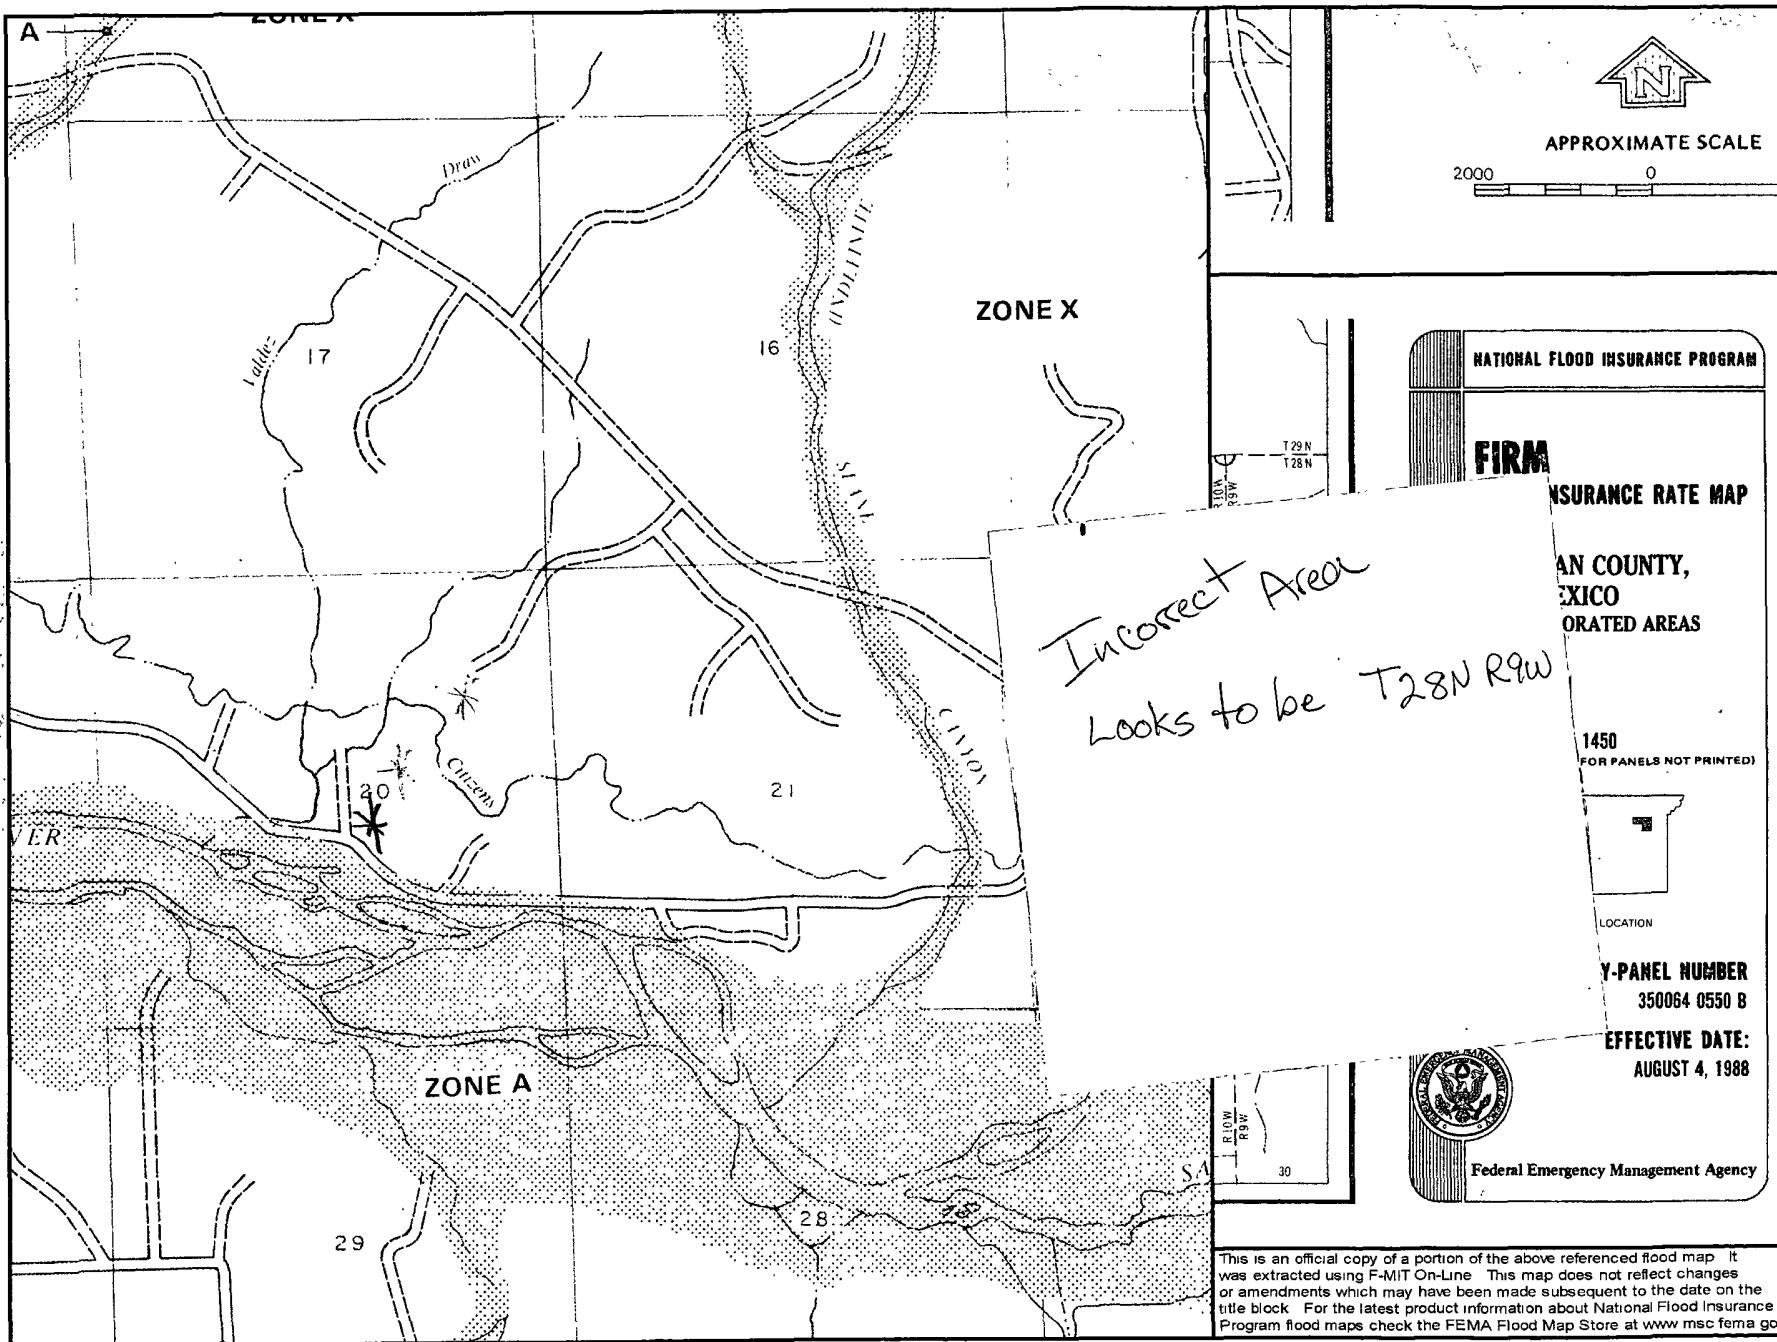 ZONE X
A
APPROXIMATE SCALE
2000 0
Draw
Valdez
17
16
ZONE X
SLANE
CANYON
NATIONAL FLOOD INSURANCE PROGRAM
FIRM
INSURANCE RATE MAP
AN COUNTY,
EXICO
ORATED AREAS
T29N
T28N
R10W
R9W
Incorrect Area
Looks to be T28N R9W
1450
FOR PANELS NOT PRINTED)
LOCATION
Y-PANEL NUMBER
350064 0550 B
EFFECTIVE DATE:
AUGUST 4, 1988
Federal Emergency Management Agency
20
Citizens
21
VER
ZONE A
SA
28
29
R10W
R9W
30
N
This is an official copy of a portion of the above referenced flood map It
was extracted using F-MIT On-Line This map does not reflect changes
or amendments which may have been made subsequent to the date on the
title block For the latest product information about National Flood Insurance
Program flood maps check the FEMA Flood Map Store at www msc fema go